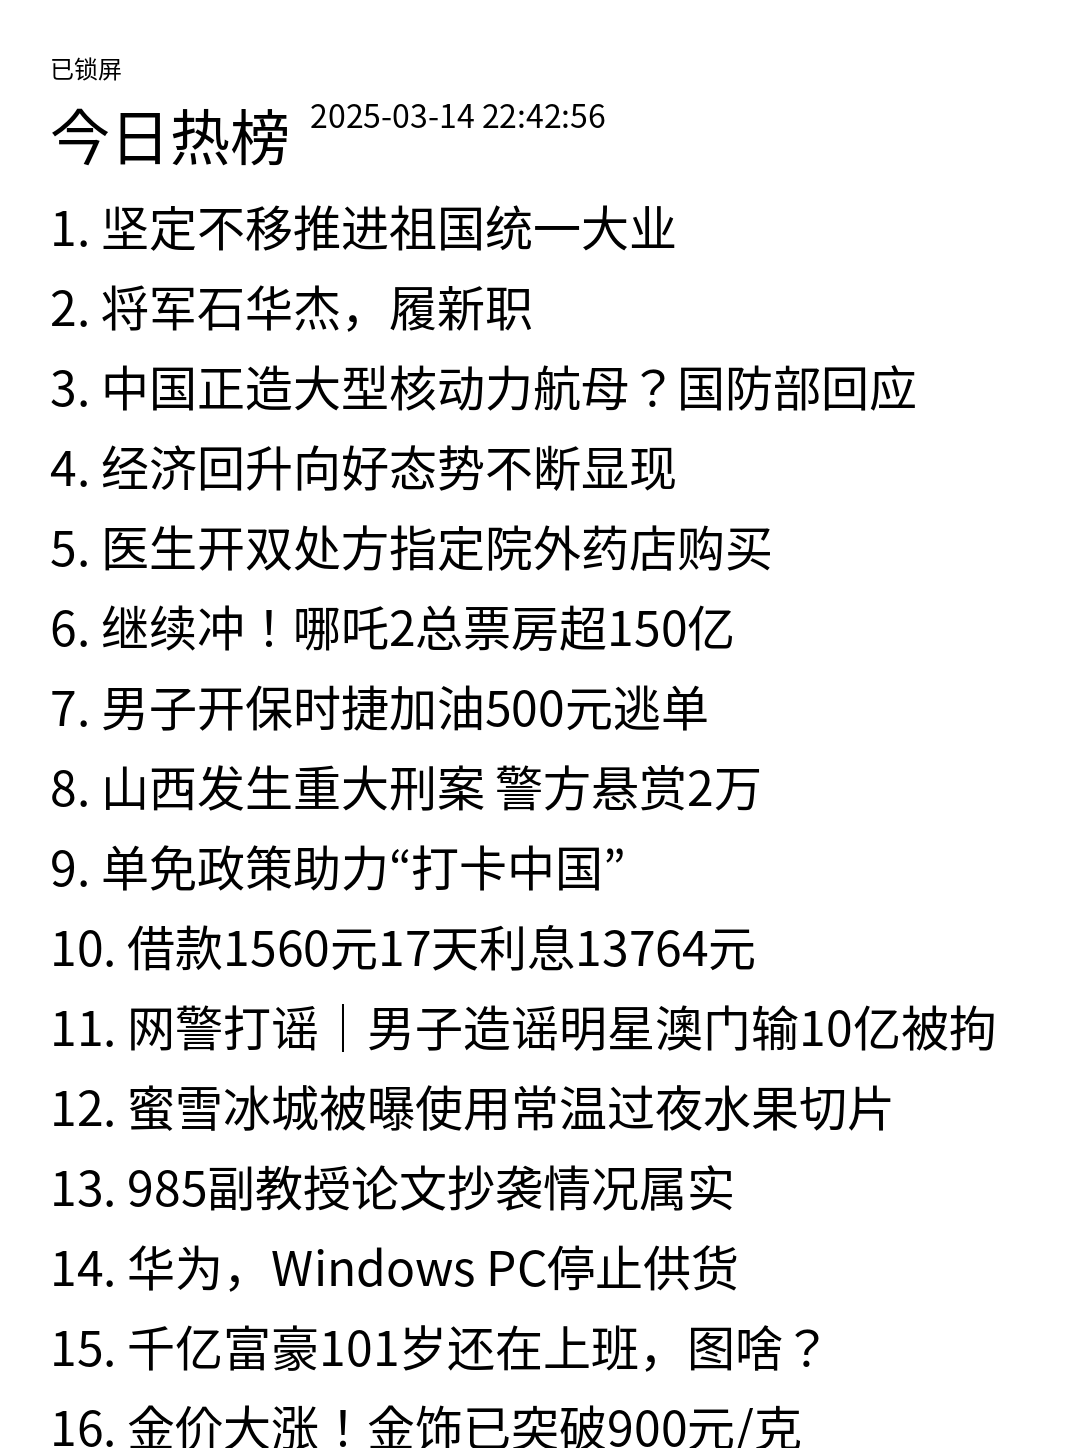 已锁屏
今日热榜 2025-03-14 22:42:56
1. 坚定不移推进祖国统一大业
2. 将军石华杰，履新职
3. 中国正造大型核动力航母？国防部回应
4. 经济回升向好态势不断显现
5. 医生开双处方指定院外药店购买
6. 继续冲！哪吒2总票房超150亿
7. 男子开保时捷加油500元逃单
8. 山西发生重大刑案 警方悬赏2万
9. 单免政策助力“打卡中国”
10. 借款1560元17天利息13764元
11. 网警打谣｜男子造谣明星澳门输10亿被拘
12. 蜜雪冰城被曝使用常温过夜水果切片
13. 985副教授论文抄袭情况属实
14. 华为，Windows PC停止供货
15. 千亿富豪101岁还在上班，图啥？
16. 金价大涨！金饰已突破900元/克